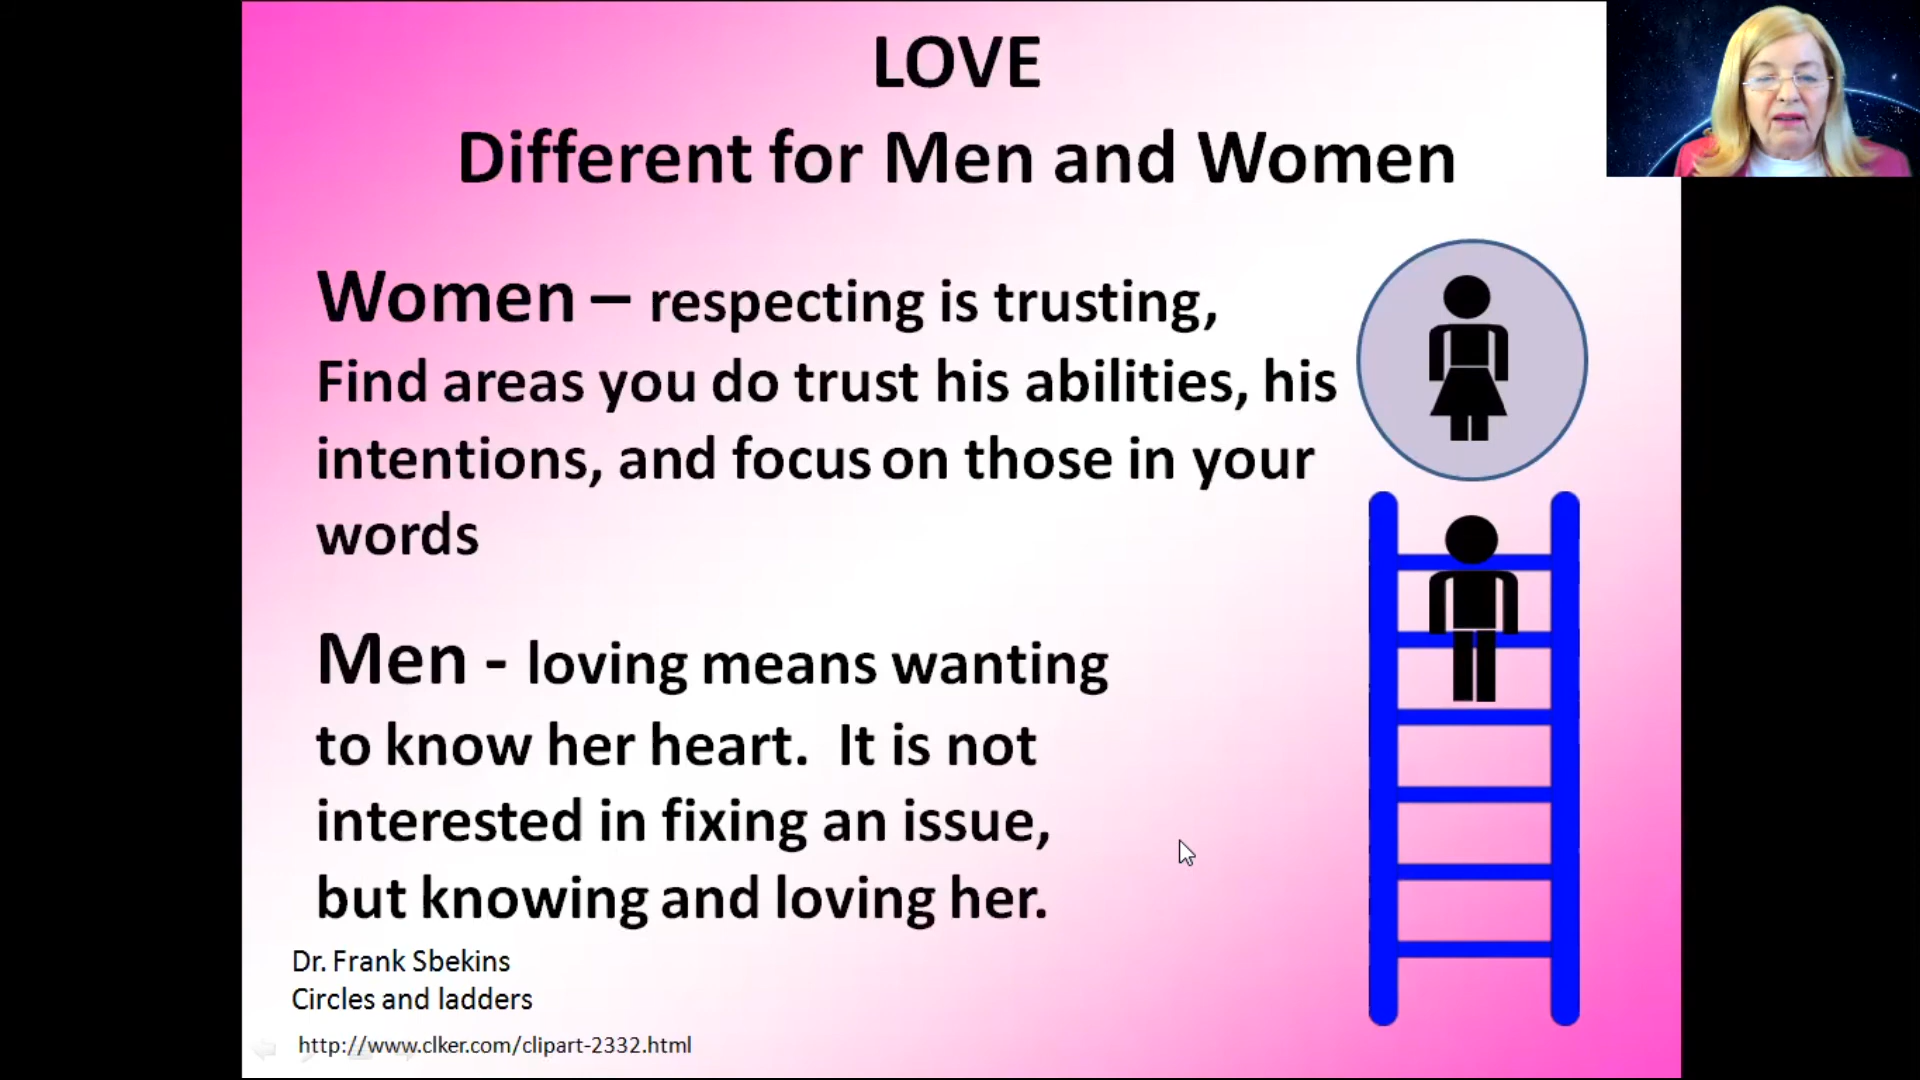 LOVE
Different for Men and Women
Women – respecting is trusting,
Find areas you do trust his abilities, his
intentions, and focus on those in your
words
Men - loving means wanting
to know her heart.  It is not
interested in fixing an issue,
but knowing and loving her.
Dr. Frank Sbekins
Circles and ladders
http://www.clker.com/clipart-2332.html